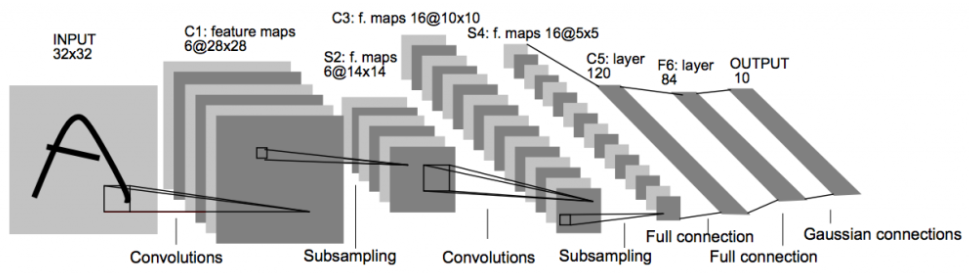 INPUT
32x32
C1: feature maps
6@28x28
S2: f. maps
6@14x14
C3: f. maps 16@10x10
S4: f. maps 16@5x5
C5: layer
120
F6: layer
84
OUTPUT
10
Convolutions
Subsampling
Convolutions
Subsampling
Full connection
Full connection
Gaussian connections
A